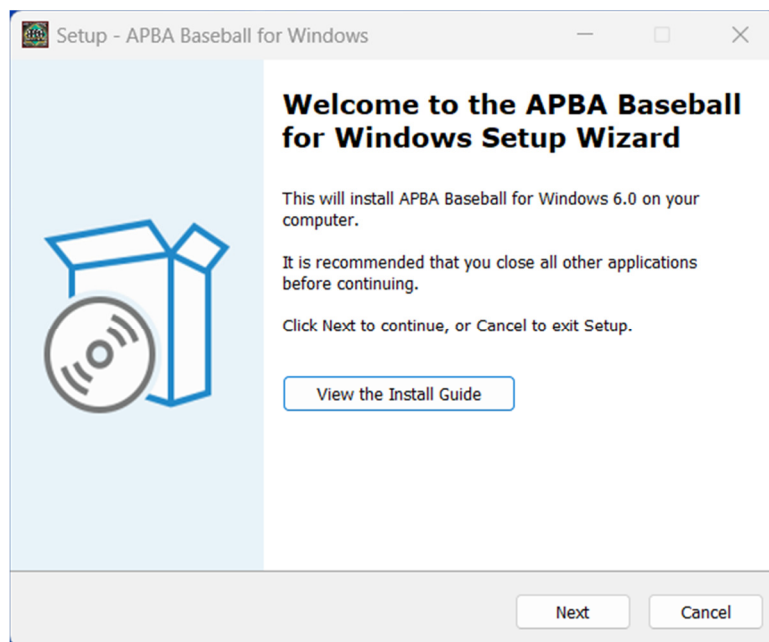 Setup - APBA Baseball for Windows
Welcome to the APBA Baseball
for Windows Setup Wizard
This will install APBA Baseball for Windows 6.0 on your
computer.
It is recommended that you close all other applications
before continuing.
Click Next to continue, or Cancel to exit Setup.
View the Install Guide
Next
Cancel